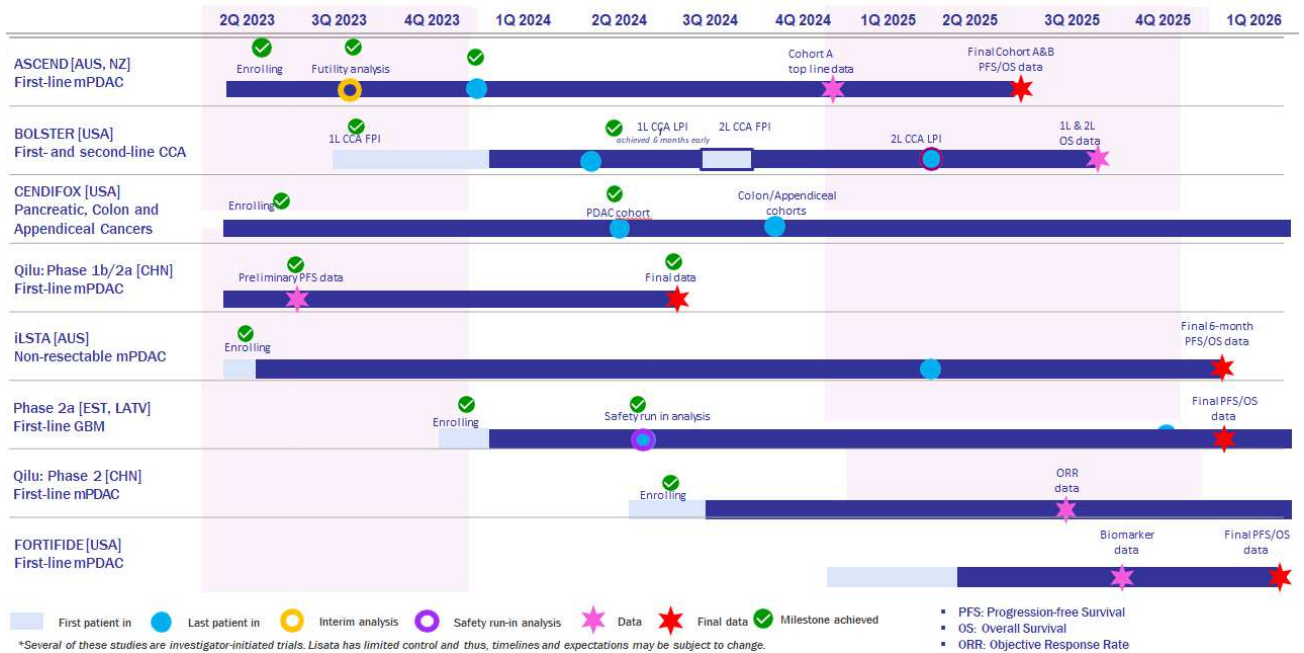 2Q 2023 3Q 2023 4Q 2023 1Q 2024 2Q 2024 3Q 2024 4Q 2024 1Q 2025 2Q 2025 3Q 2025 4Q 2025 1Q 2026
ASCEND [AUS, NZ]
First-line mPDAC
Enrolling
Futility analysis
Cohort A
top line data
Final Cohort A&B
PFS/OS data
BOLSTER [USA]
First- and second-line CCA
1L CCA FPI
1L CCA LPI
achieved 6 months early
2L CCA FPI
2L CCA LPI
1L & 2L
OS data
CENDIFOX [USA]
Pancreatic, Colon and
Appendiceal Cancers
Enrolling
PDAC cohort
Colon/Appendiceal
cohorts
Qilu: Phase 1b/2a [CHN]
First-line mPDAC
Preliminary PFS data
Final data
iLSTA [AUS]
Non-resectable mPDAC
Enrolling
Final 6-month
PFS/OS data
Phase 2a [EST, LATV]
First-line GBM
Enrolling
Safety run in analysis
Final PFS/OS
data
Qilu: Phase 2 [CHN]
First-line mPDAC
Enrolling
ORR
data
FORTIFIDE [USA]
First-line mPDAC
Biomarker
data
Final PFS/OS
data
First patient in Last patient in Interim analysis Safety run-in analysis Data Final data Milestone achieved
*Several of these studies are investigator-initiated trials. Lisata has limited control and thus, timelines and expectations may be subject to change.
▪ PFS: Progression-free Survival
▪ OS: Overall Survival
▪ ORR: Objective Response Rate